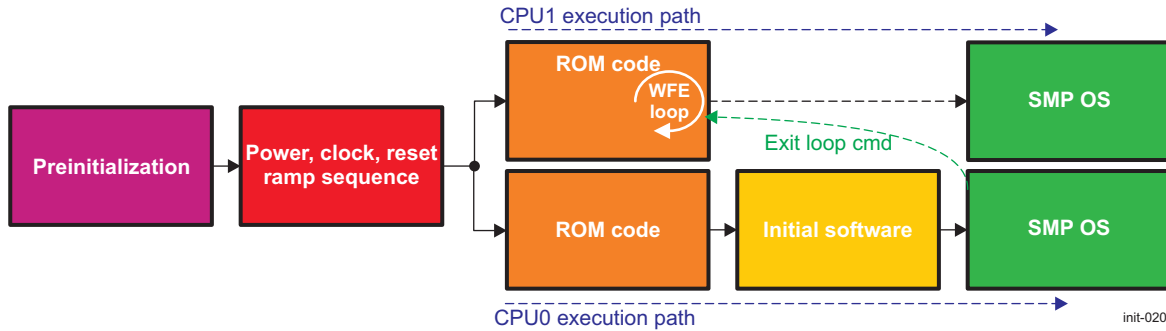 CPU1 execution path
ROM code
WFE
loop
SMP OS
Exit loop cmd
Preinitialization
Power, clock, reset
ramp sequence
ROM code
Initial software
SMP OS
CPU0 execution path
init-020